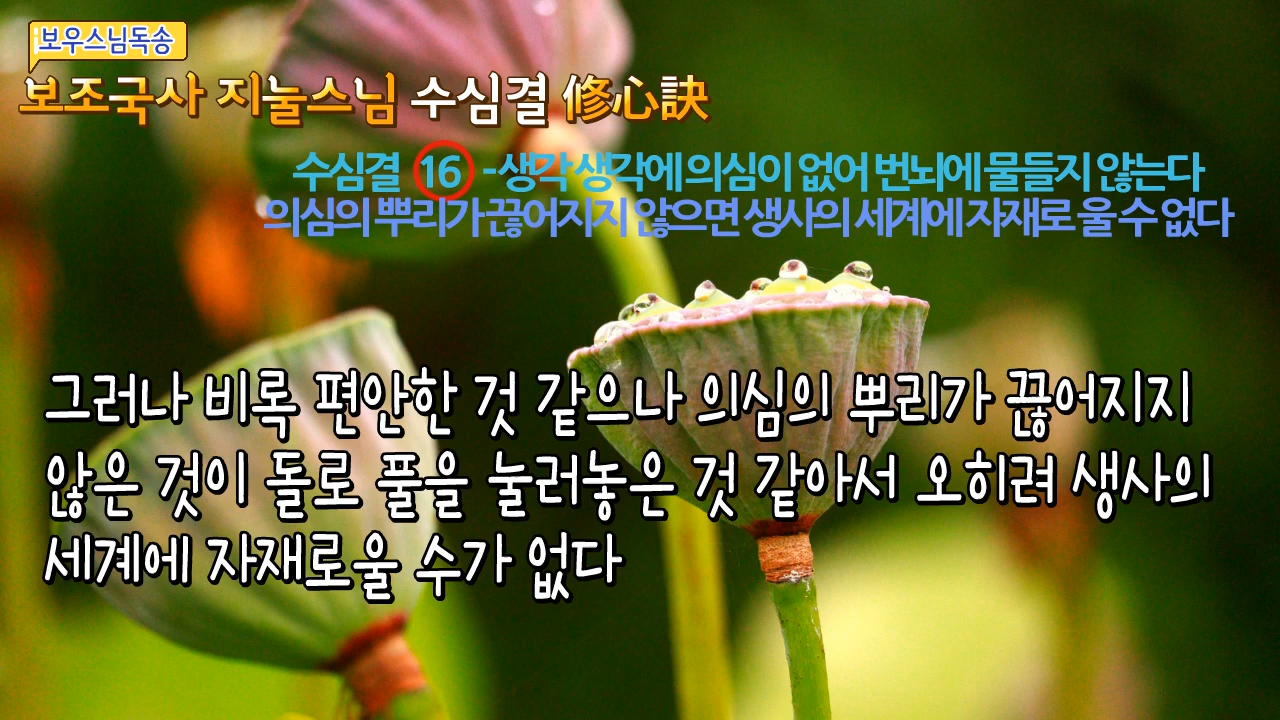 보우스님독송
보조국사 지눌스님 수심결 修心訣
수심결 16 - 생각 생각에 의심이 없어 번뇌에 물들지 않는다
의심의 뿌리가 끊어지지 않으면 생사의 세계에 자재로 울 수 없다
그러나 비록 편안한 것 같으나 의심의 뿌리가 끊어지지
않은 것이 돌로 풀을 눌러놓은 것 같아서 오히려 생사의
세계에 자재로울 수가 없다